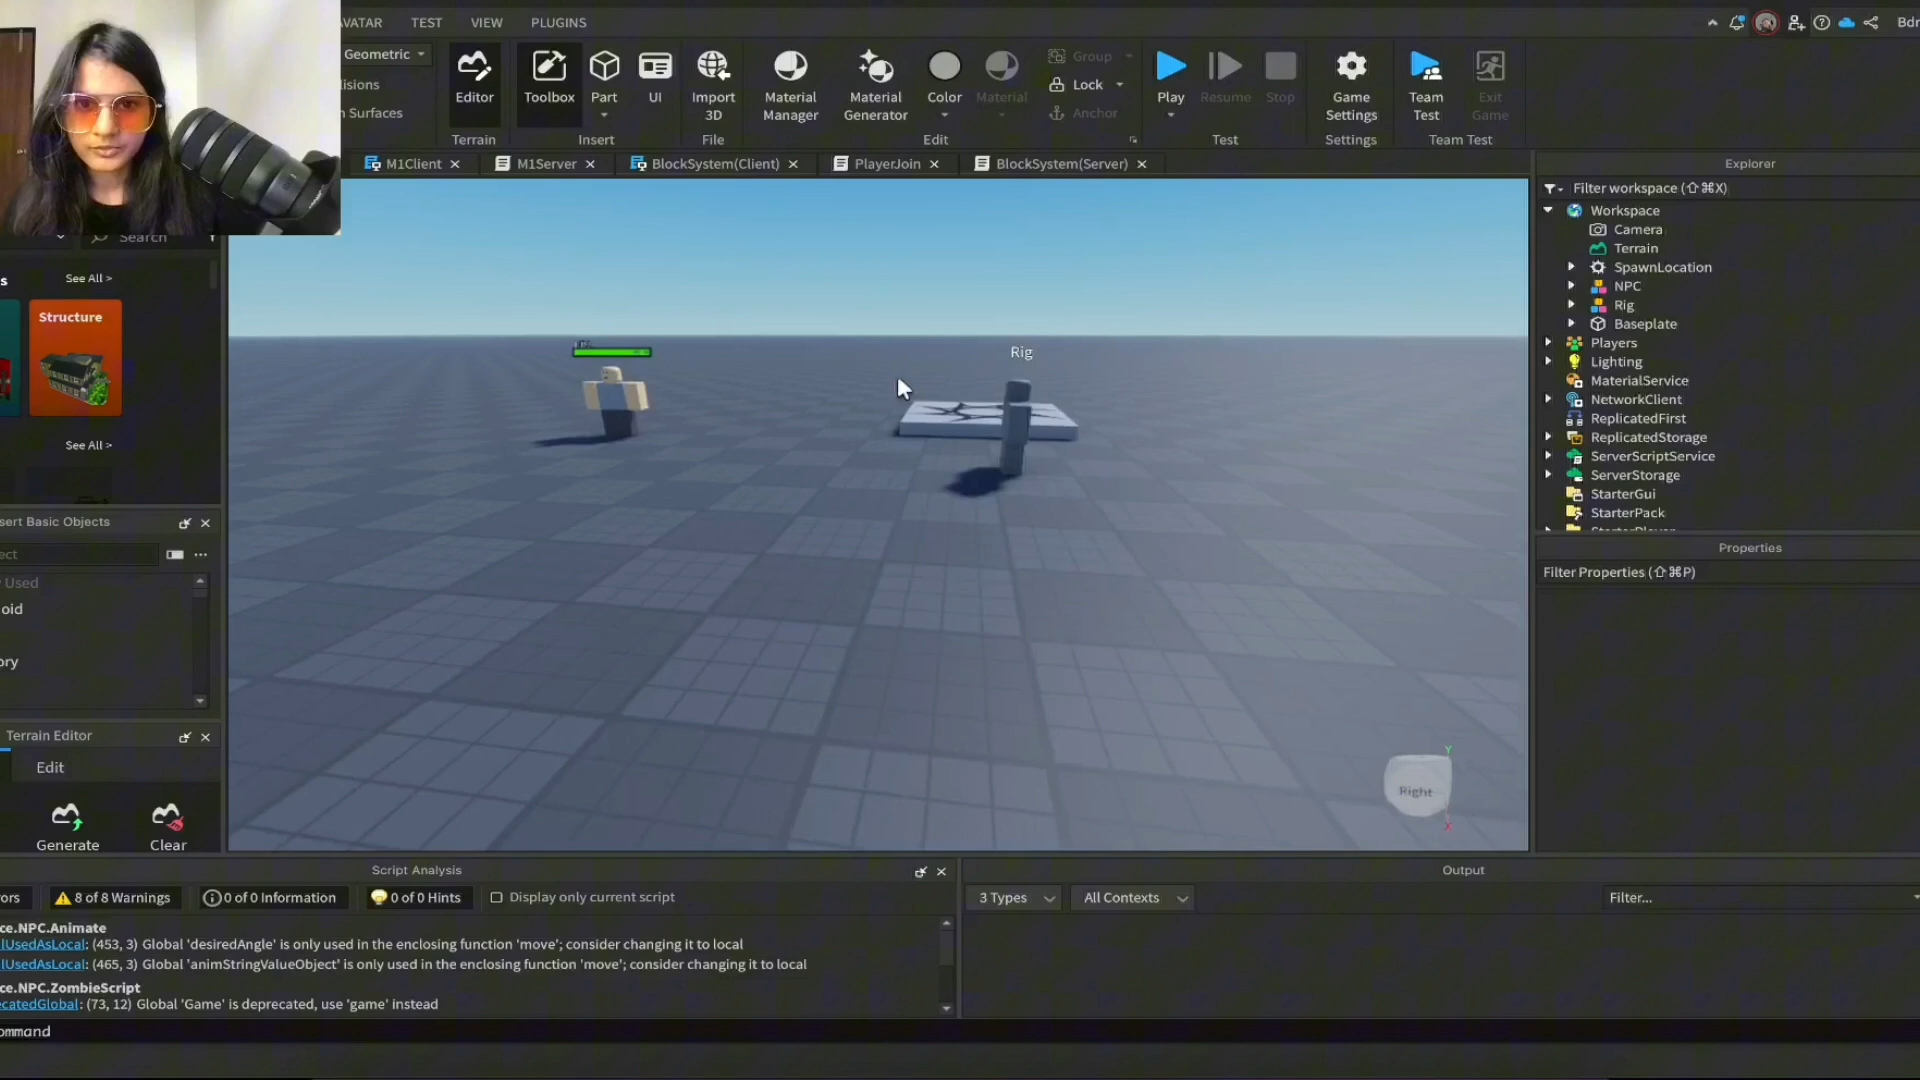 AVATAR TEST VIEW PLUGINS
Bdr
Geometric
lisions
n Surfaces
Editor
Terrain
Toolbox
Part
UI
Insert
Import
3D
File
Material
Manager
Material
Generator
Color
Material
Group
Lock
Anchor
Edit
Play
Resume
Stop
Test
Game
Settings
Settings
Team
Test
Exit
Game
Team Test
M1Client
M1Server
BlockSystem(Client)
PlayerJoin
BlockSystem(Server)
Search
s
See All >
Structure
See All >
sert Basic Objects
ect
Used
oid
ory
Terrain Editor
Edit
Generate
Clear
Rig
Right
Y
X
Explorer
Filter workspace (⇧⌘X)
Workspace
Camera
Terrain
SpawnLocation
NPC
Rig
Baseplate
Players
Lighting
MaterialService
NetworkClient
ReplicatedFirst
ReplicatedStorage
ServerScriptService
ServerStorage
StarterGui
StarterPack
StarterPlayer
Properties
Filter Properties (⇧⌘P)
Script Analysis
ors
8 of 8 Warnings
0 of 0 Information
0 of 0 Hints
Display only current script
ce.NPC.Animate
lUsedAsLocal: (453, 3) Global 'desiredAngle' is only used in the enclosing function 'move'; consider changing it to local
lUsedAsLocal: (465, 3) Global 'animStringValueObject' is only used in the enclosing function 'move'; consider changing it to local
ce.NPC.ZombieScript
ecatedGlobal: (73, 12) Global 'Game' is deprecated, use 'game' instead
ommand
Output
3 Types
All Contexts
Filter...